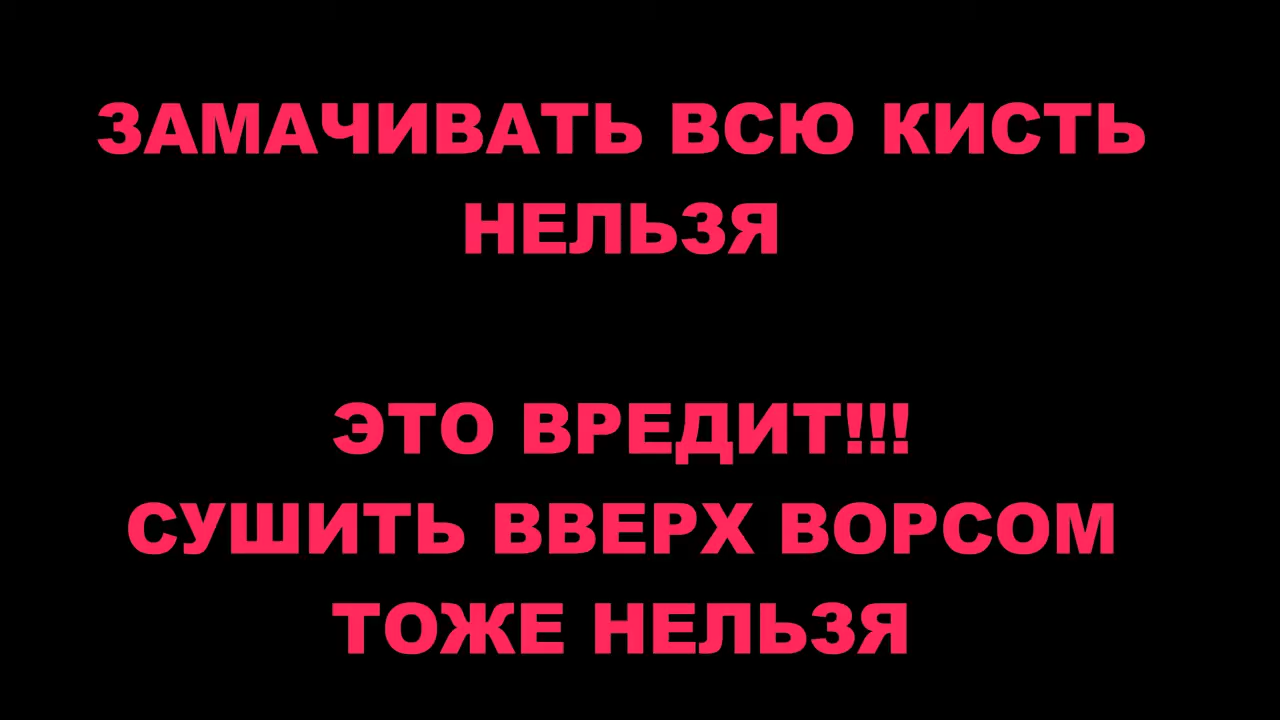 ЗАМАЧИВАТЬ ВСЮ КИСТЬ
НЕЛЬЗЯ
ЭТО ВРЕДИТ!!!
СУШИТЬ ВВЕРХ ВОРСОМ
ТОЖЕ НЕЛЬЗЯ